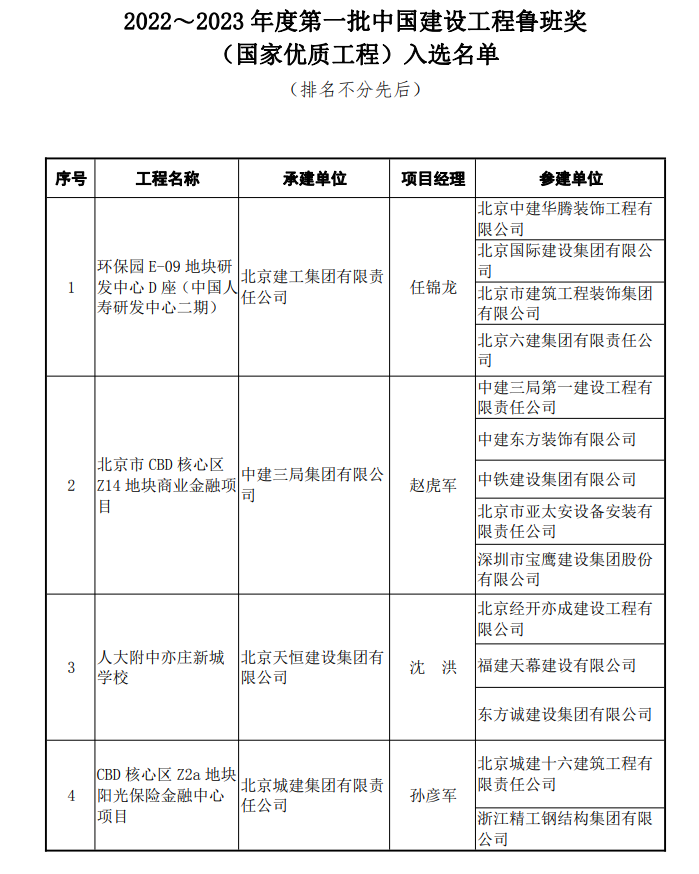 2022～2023 年度第一批中国建设工程鲁班奖
（国家优质工程）入选名单
（排名不分先后）
序号 工程名称 承建单位 项目经理 参建单位
1
环保园 E-09 地块研
发中心 D 座（中国人
寿研发中心二期）
北京建工集团有限责
任公司
任锦龙
北京中建华腾装饰工程有
限公司
北京国际建设集团有限公
司
北京市建筑工程装饰集团
有限公司
北京六建集团有限责任公
司
2
北京市 CBD 核心区
Z14 地块商业金融项
目
中建三局集团有限公
司
赵虎军
中建三局第一建设工程有
限责任公司
中建东方装饰有限公司
中铁建设集团有限公司
北京市亚太安设备安装有
限责任公司
深圳市宝鹰建设集团股份
有限公司
3
人大附中亦庄新城
学校
北京天恒建设集团有
限公司
沈 洪
北京经开亦成建设工程有
限公司
福建天幕建设有限公司
东方诚建设集团有限公司
4
CBD 核心区 Z2a 地块
阳光保险金融中心
项目
北京城建集团有限责
任公司
孙彦军
北京城建十六建筑工程有
限责任公司
浙江精工钢结构集团有限
公司